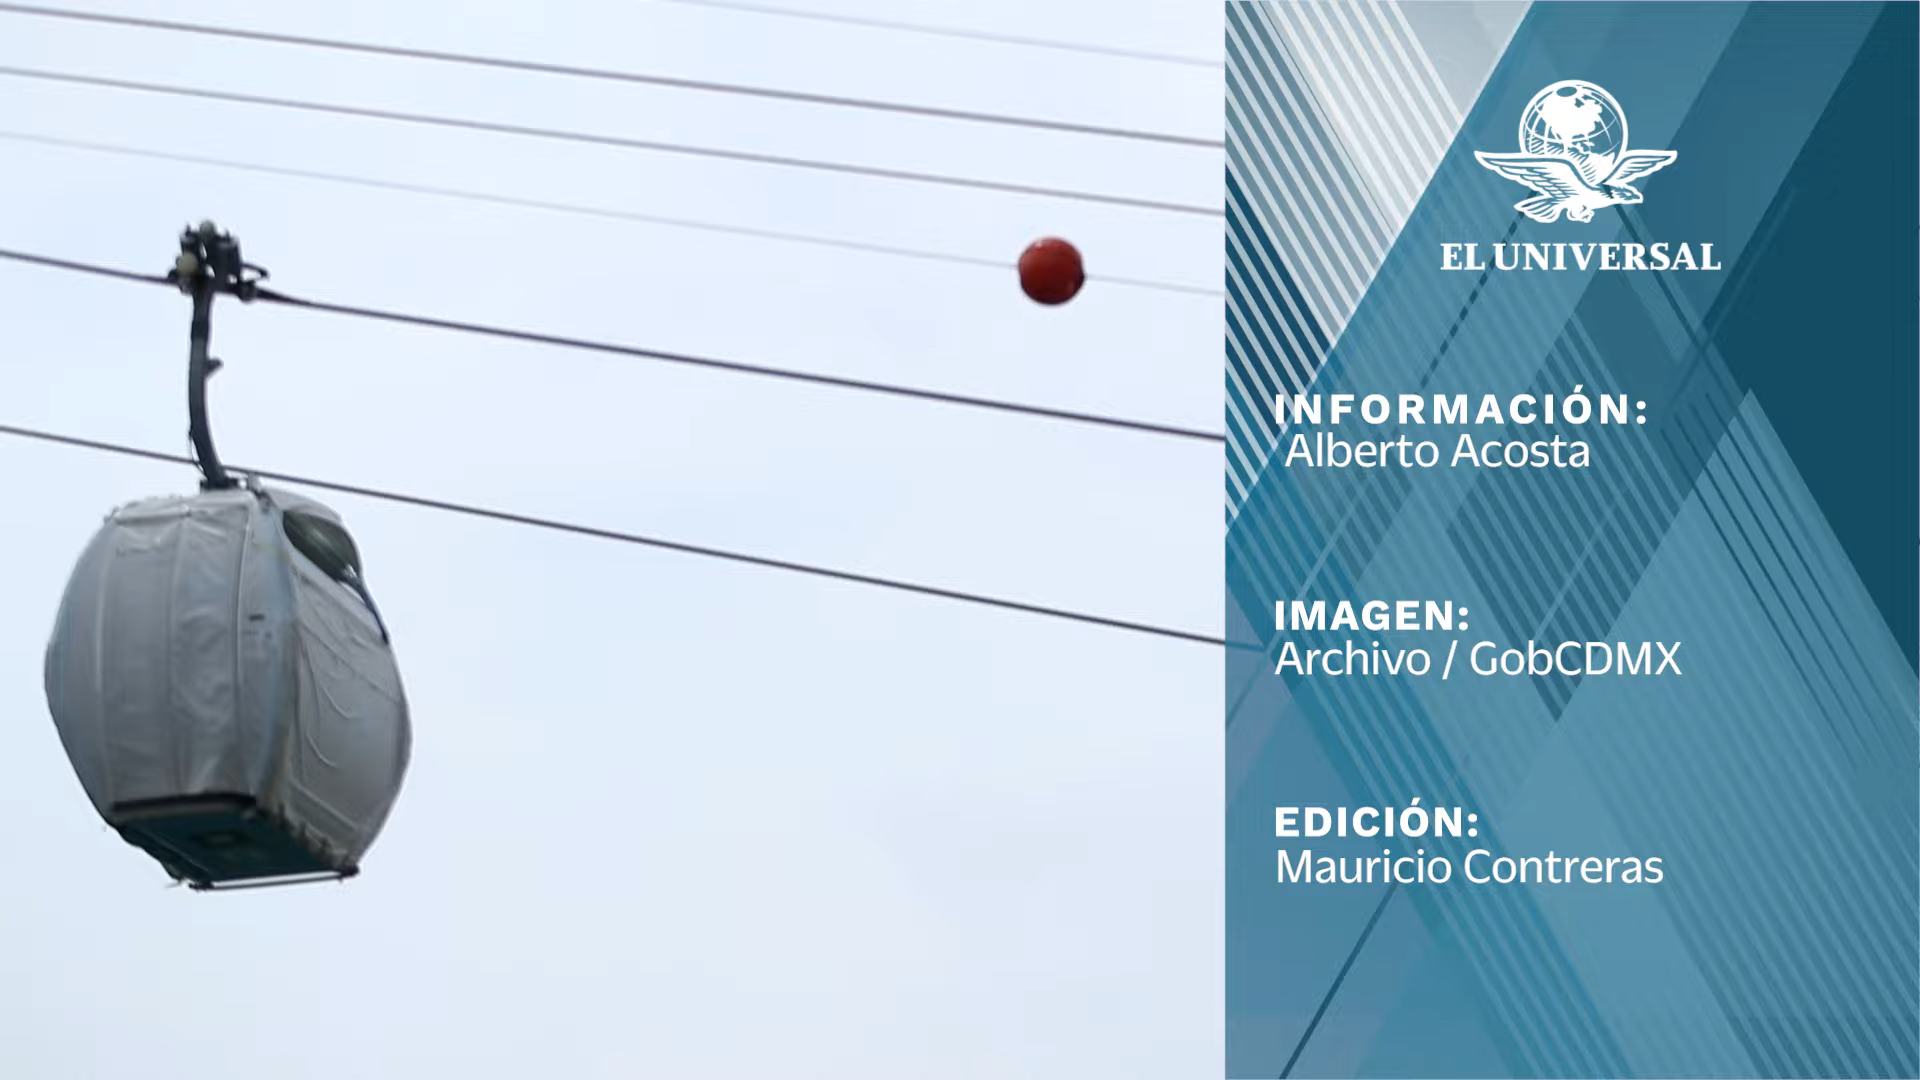 EL UNIVERSAL
INFORMACIÓN:
Alberto Acosta
IMAGEN:
Archivo / GobCDMX
EDICIÓN:
Mauricio Contreras